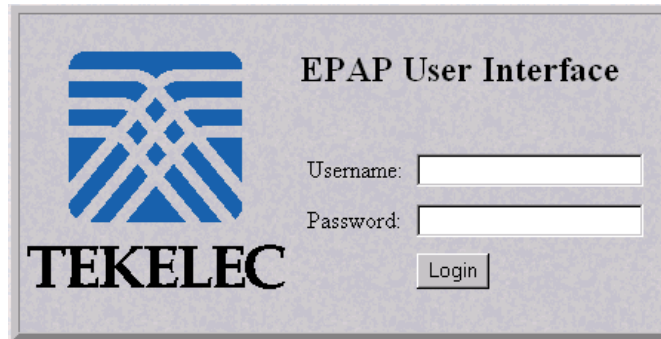 EPAP User Interface
Username:
Password:
TEKELEC
Login